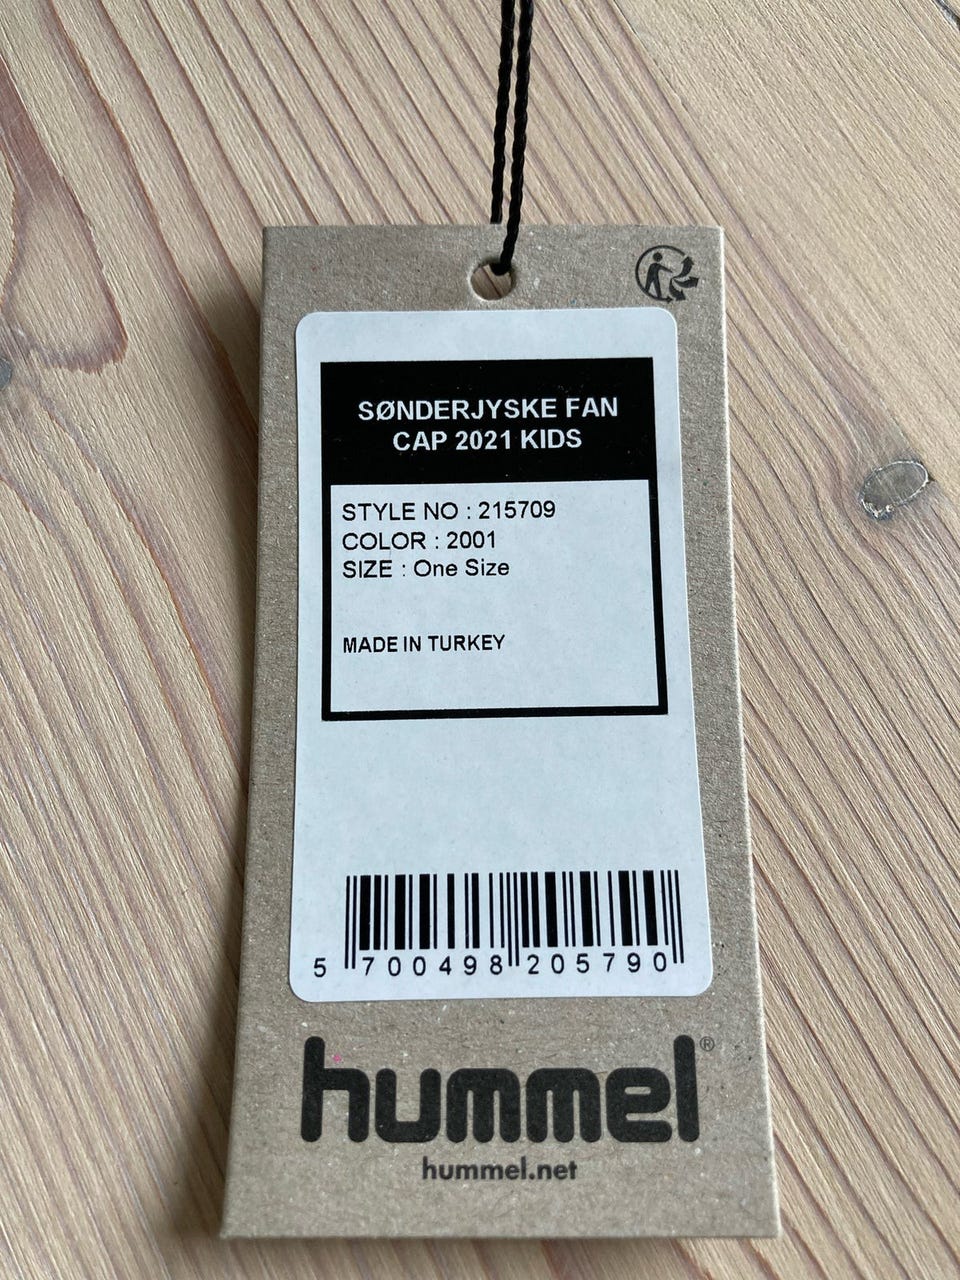 SØNDERJYSKE FAN
CAP 2021 KIDS
STYLE NO : 215709
COLOR : 2001
SIZE : One Size
MADE IN TURKEY
5 700498 205790
hummel®
hummel.net